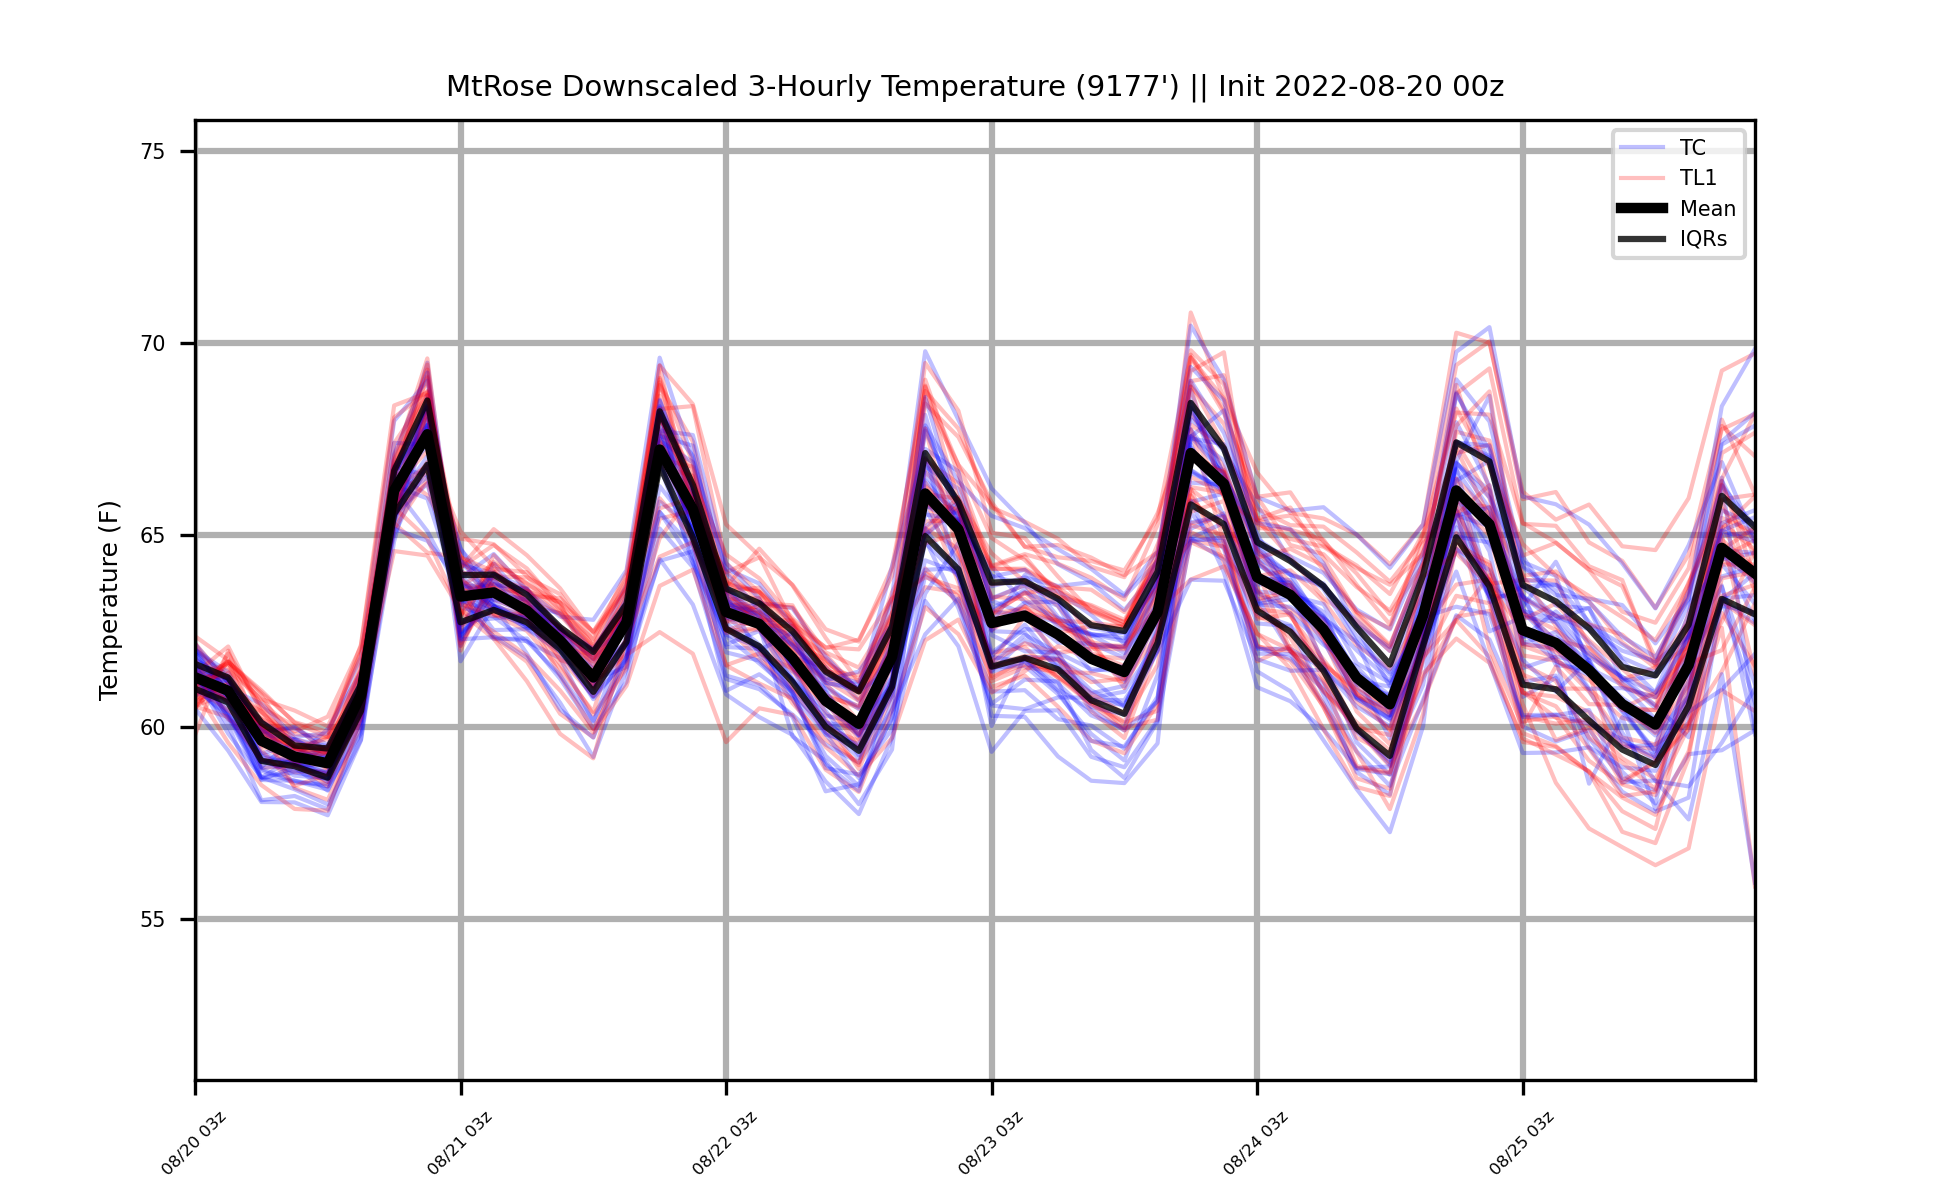 MtRose Downscaled 3-Hourly Temperature (9177') || Init 2022-08-20 00z
TC
TL1
Mean
IQRs
Temperature (F)
75
70
65
60
55
08/20 03z
08/21 03z
08/22 03z
08/23 03z
08/24 03z
08/25 03z